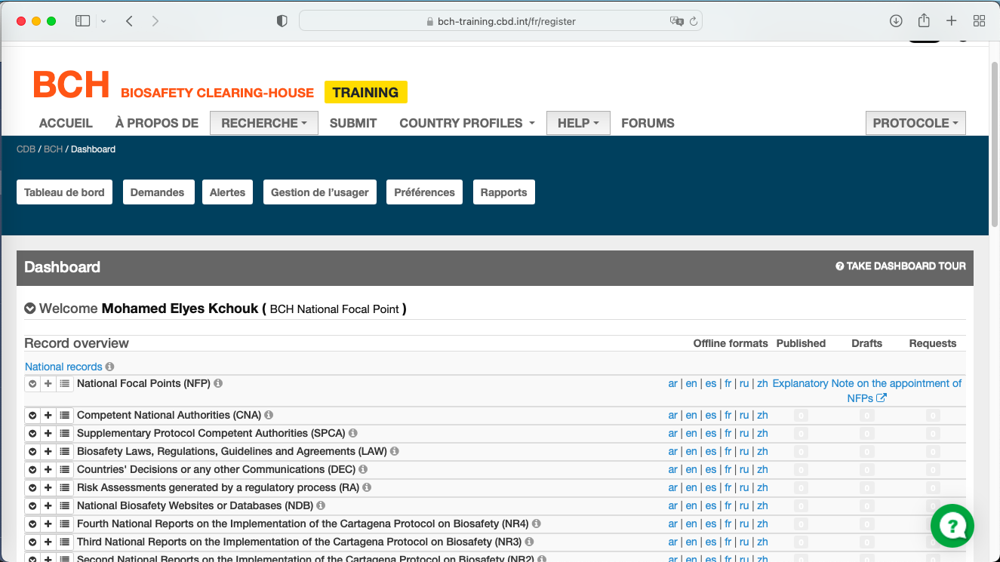 bch-training.cbd.int/fr/register
BCH BIOSAFETY CLEARING-HOUSE TRAINING
ACCUEIL À PROPOS DE RECHERCHE SUBMIT COUNTRY PROFILES HELP FORUMS PROTOCOLE
CDB / BCH / Dashboard
Tableau de bord Demandes Alertes Gestion de l'usager Préférences Rapports
Dashboard TAKE DASHBOARD TOUR
Welcome Mohamed Elyes Kchouk ( BCH National Focal Point )
Record overview Offline formats Published Drafts Requests
National records
National Focal Points (NFP) ar | en | es | fr | ru | zh Explanatory Note on the appointment of
NFPs
Competent National Authorities (CNA) ar | en | es | fr | ru | zh 0 0 0
Supplementary Protocol Competent Authorities (SPCA) ar | en | es | fr | ru | zh 0 0 0
Biosafety Laws, Regulations, Guidelines and Agreements (LAW) ar | en | es | fr | ru | zh 0 0 0
Countries' Decisions or any other Communications (DEC) ar | en | es | fr | ru | zh 0 0 0
Risk Assessments generated by a regulatory process (RA) ar | en | es | fr | ru | zh 0 0 0
National Biosafety Websites or Databases (NDB) ar | en | es | fr | ru | zh 0 0 0
Fourth National Reports on the Implementation of the Cartagena Protocol on Biosafety (NR4) ar | en | es | fr | ru | zh 0 0
Third National Reports on the Implementation of the Cartagena Protocol on Biosafety (NR3) ar | en | es | fr | ru | zh 0 0
Second National Reports on the Implementation of the Cartagena Protocol on Biosafety (NR2) ar | en | es | fr | ru | zh